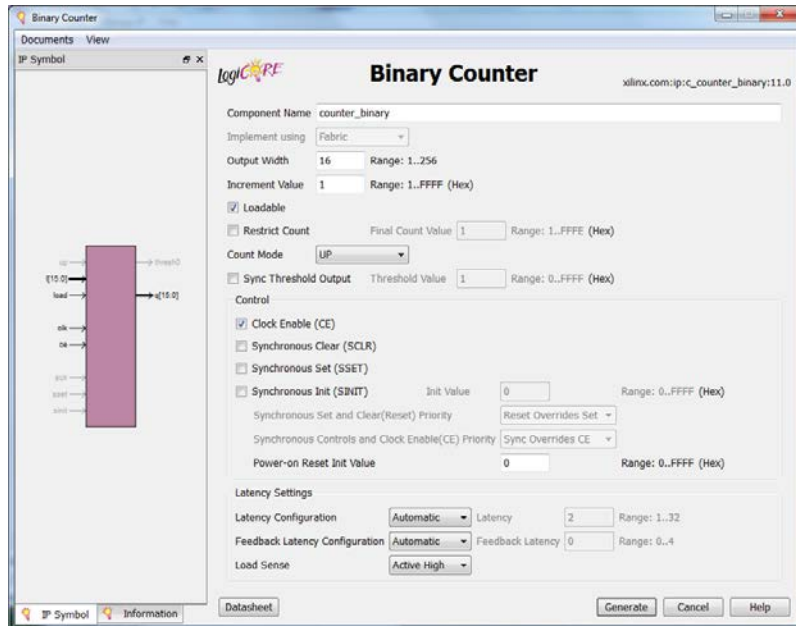 Binary Counter
Documents View
IP Symbol
LogiCORE
Binary Counter
xilinx.com:ip:c_counter_binary:11.0
Component Name counter_binary
Implement using Fabric
Output Width 16 Range: 1..256
Increment Value 1 Range: 1..FFFF (Hex)
Loadable
Restrict Count Final Count Value 1 Range: 1..FFFE (Hex)
Count Mode UP
Sync Threshold Output Threshold Value 1 Range: 0..FFFF (Hex)
Control
Clock Enable (CE)
Synchronous Clear (SCLR)
Synchronous Set (SSET)
Synchronous Init (SINIT) Init Value 0 Range: 0..FFFF (Hex)
Synchronous Set and Clear(Reset) Priority Reset Overrides Set
Synchronous Controls and Clock Enable(CE) Priority Sync Overrides CE
Power-on Reset Init Value 0 Range: 0..FFFF (Hex)
Latency Settings
Latency Configuration Automatic Latency 2 Range: 1..32
Feedback Latency Configuration Automatic Feedback Latency 0 Range: 0..4
Load Sense Active High
up thresh0
l[15:0]
load q[15:0]
clk
ce
sset
sinit
IP Symbol Information
Datasheet Generate Cancel Help